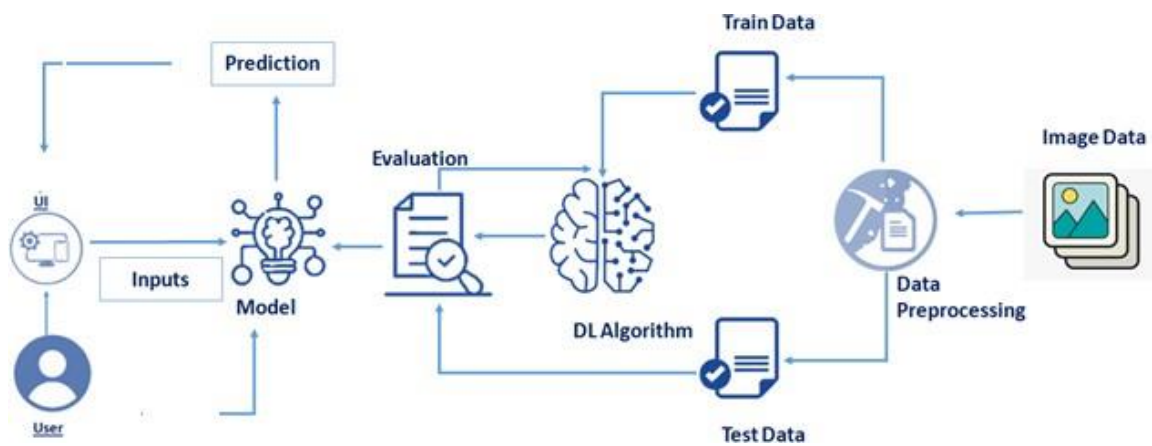 Train Data
Prediction
Image Data
Evaluation
UI
Inputs
Model
Data
Preprocessing
DL Algorithm
User
Test Data